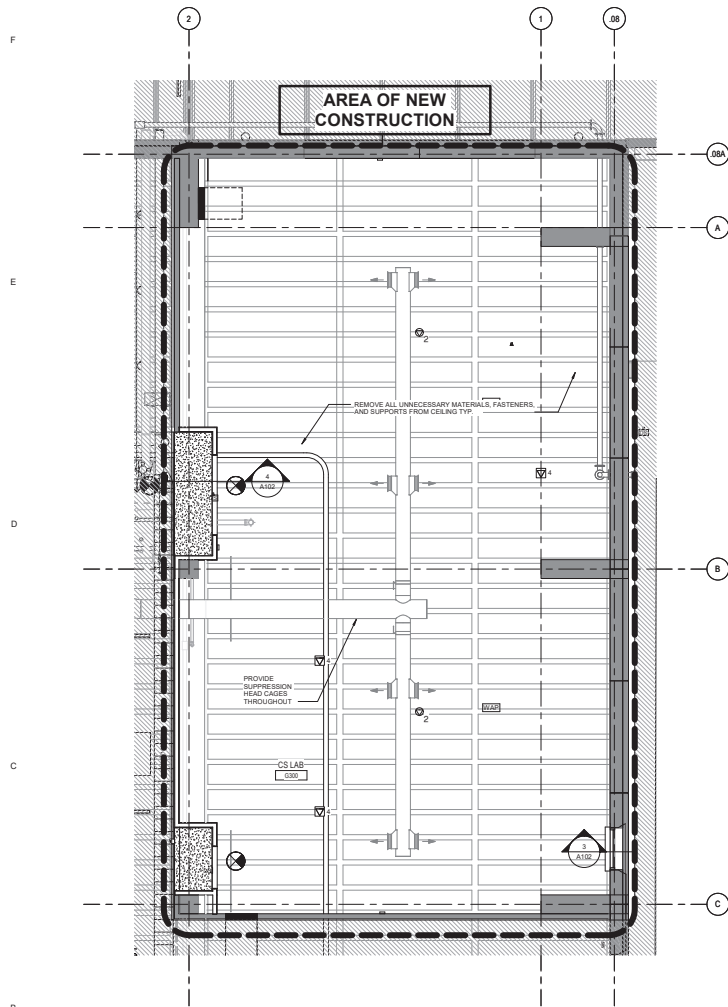 2
1
.08
F
AREA OF NEW
CONSTRUCTION
.08A
A
E
2
REMOVE ALL UNNECESSARY MATERIALS, FASTENERS,
AND SUPPORTS FROM CEILING TYP.
4
A102
4
D
B
4
PROVIDE
SUPPRESSION
HEAD CAGES
THROUGHOUT
2
WAP
C
CS LAB
G300
4
3
A102
C